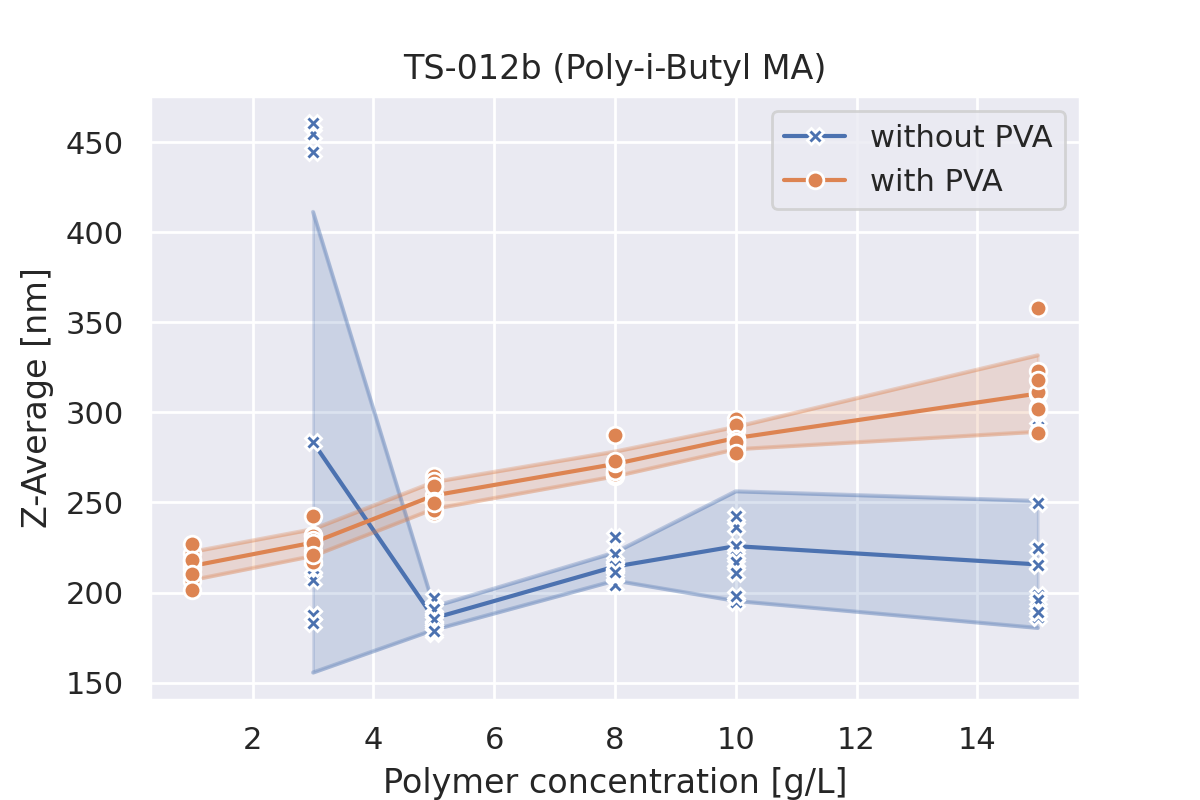 TS-012b (Poly-i-Butyl MA)
without PVA
with PVA
Z-Average [nm]
450
400
350
300
250
200
150
2 4 6 8 10 12 14
Polymer concentration [g/L]